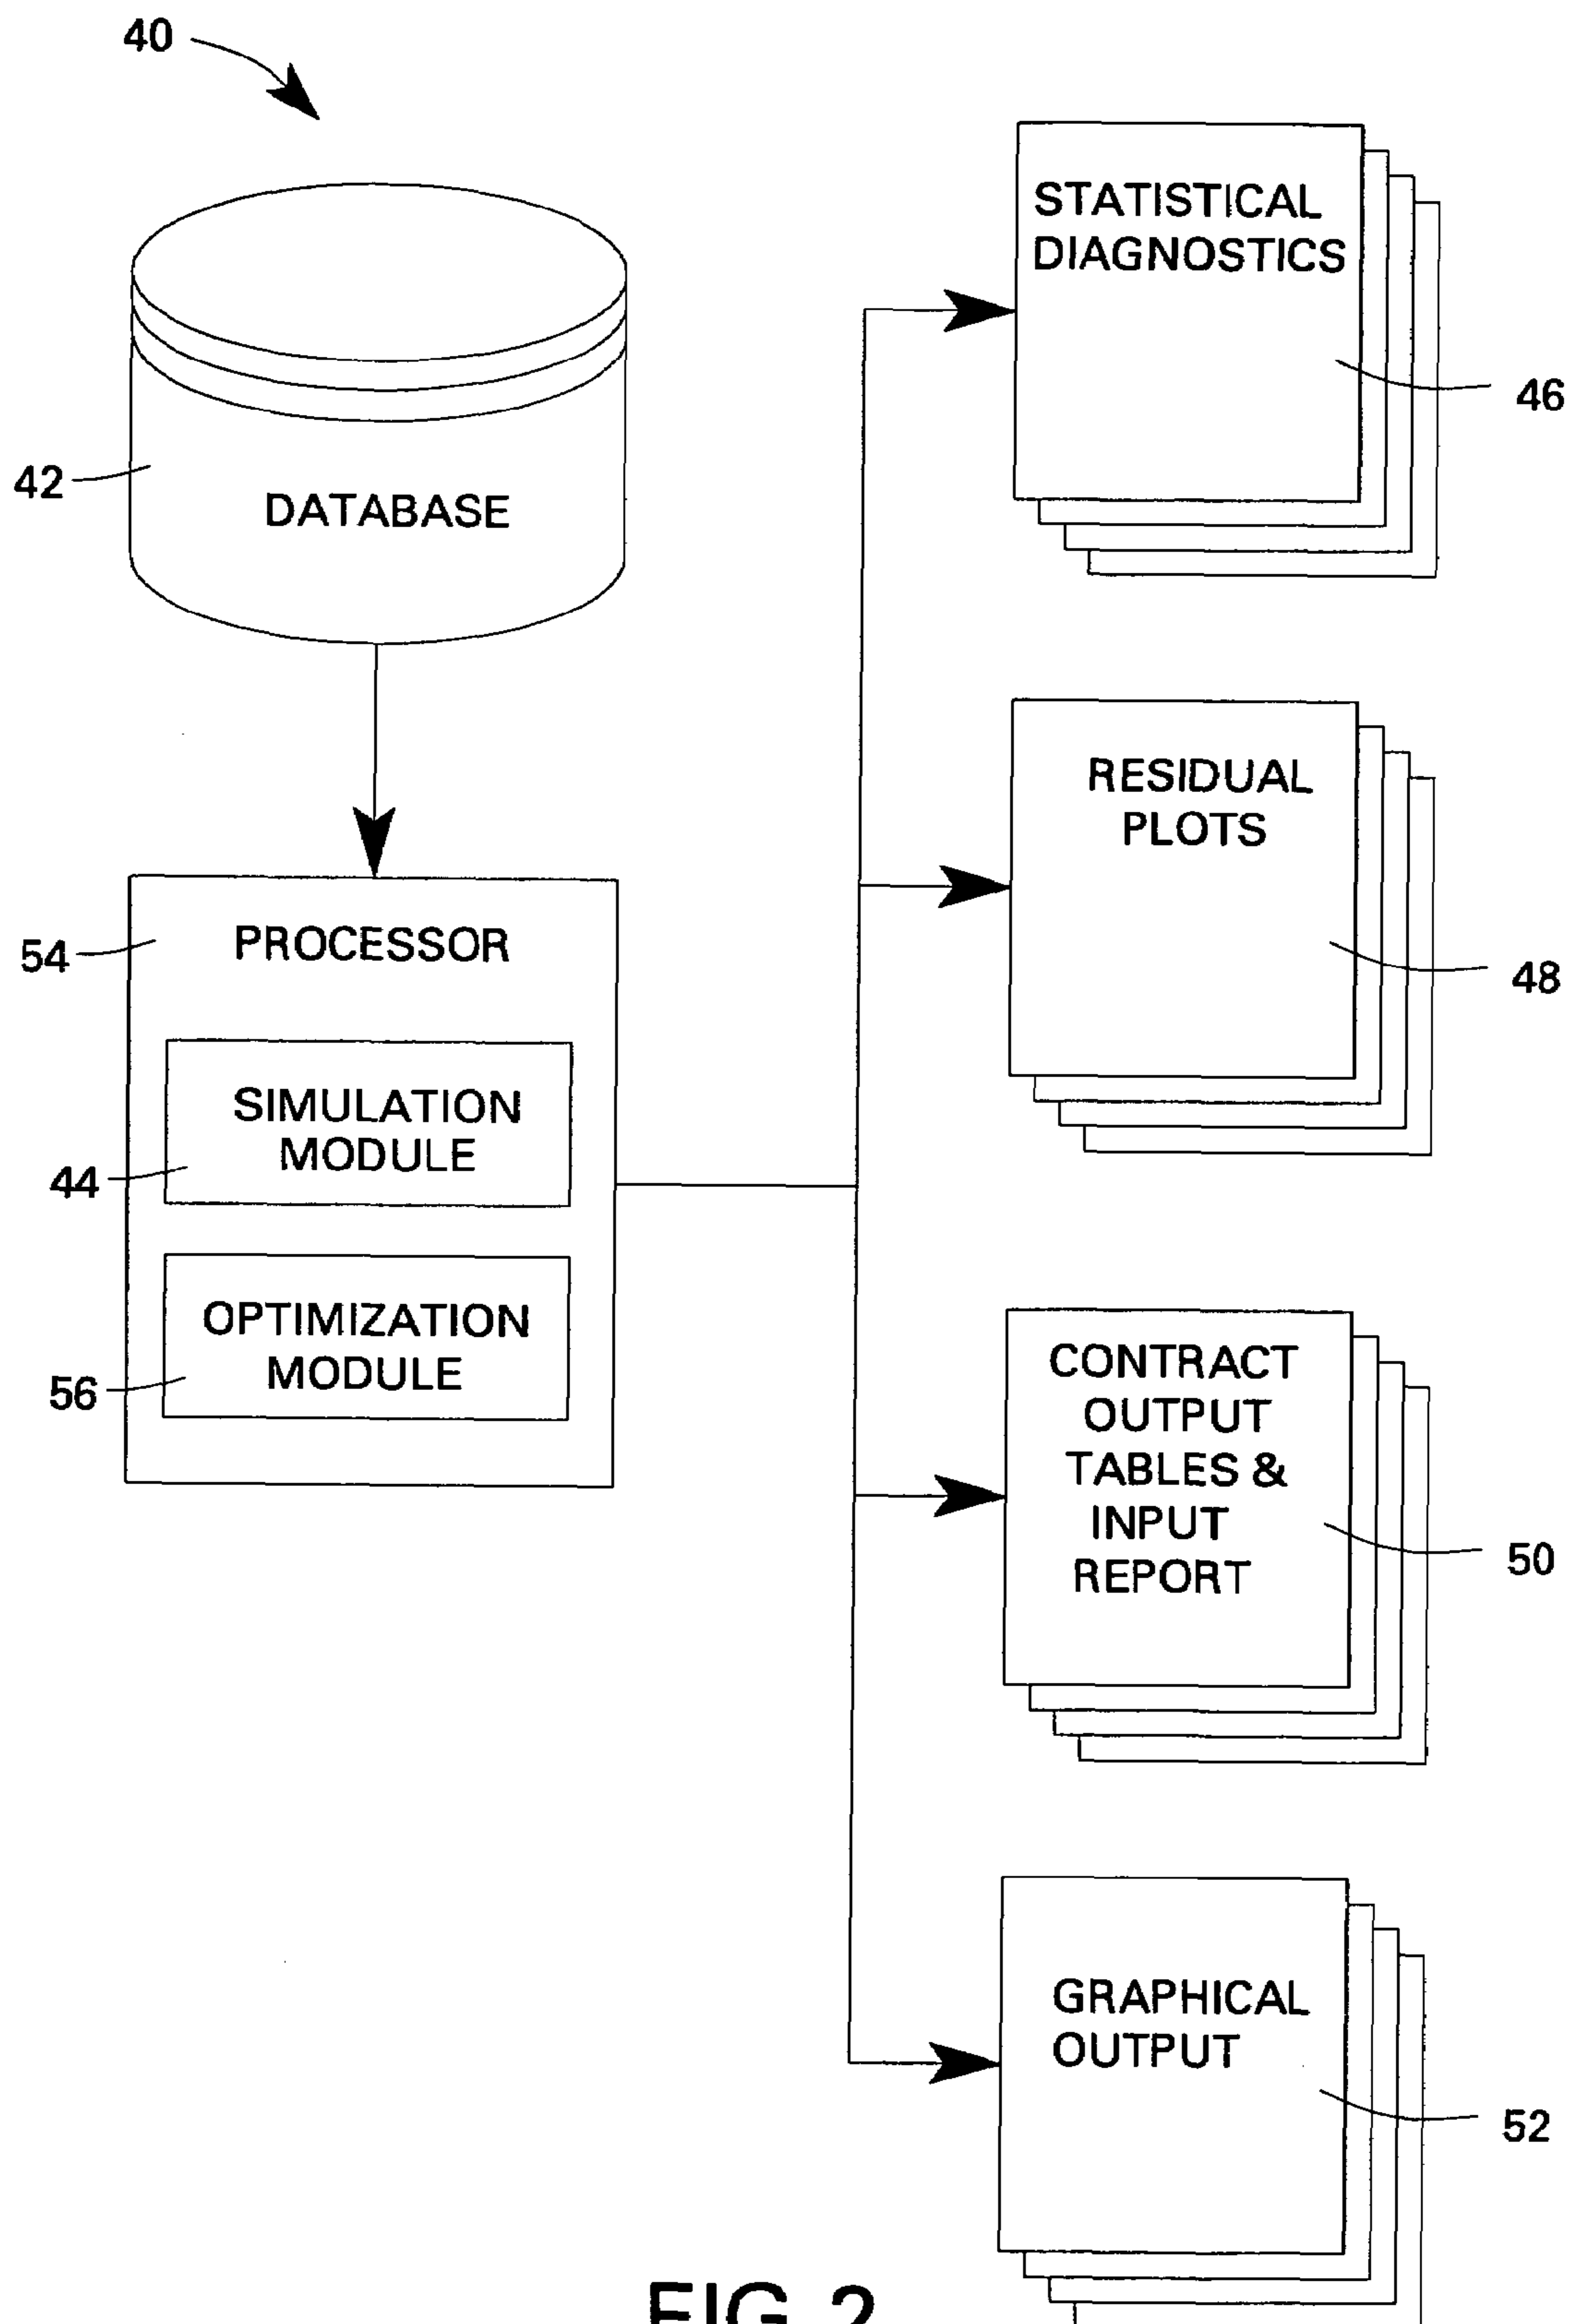 40
42
DATABASE
54
PROCESSOR
SIMULATION
MODULE
44
OPTIMIZATION
MODULE
56
STATISTICAL
DIAGNOSTICS
46
RESIDUAL
PLOTS
48
CONTRACT
OUTPUT
TABLES &
INPUT
REPORT
50
GRAPHICAL
OUTPUT
52
FIG. 2